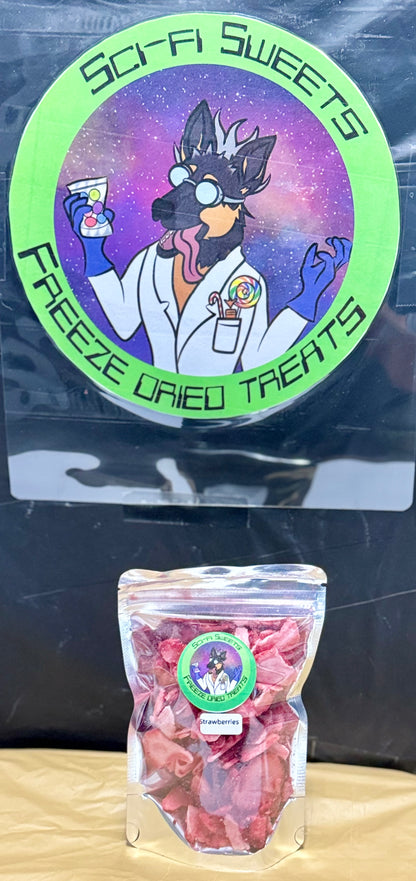 Sci-fi Sweets
Freeze Dried Treats
Sci-fi Sweets
Freeze Dried Treats
Strawberries